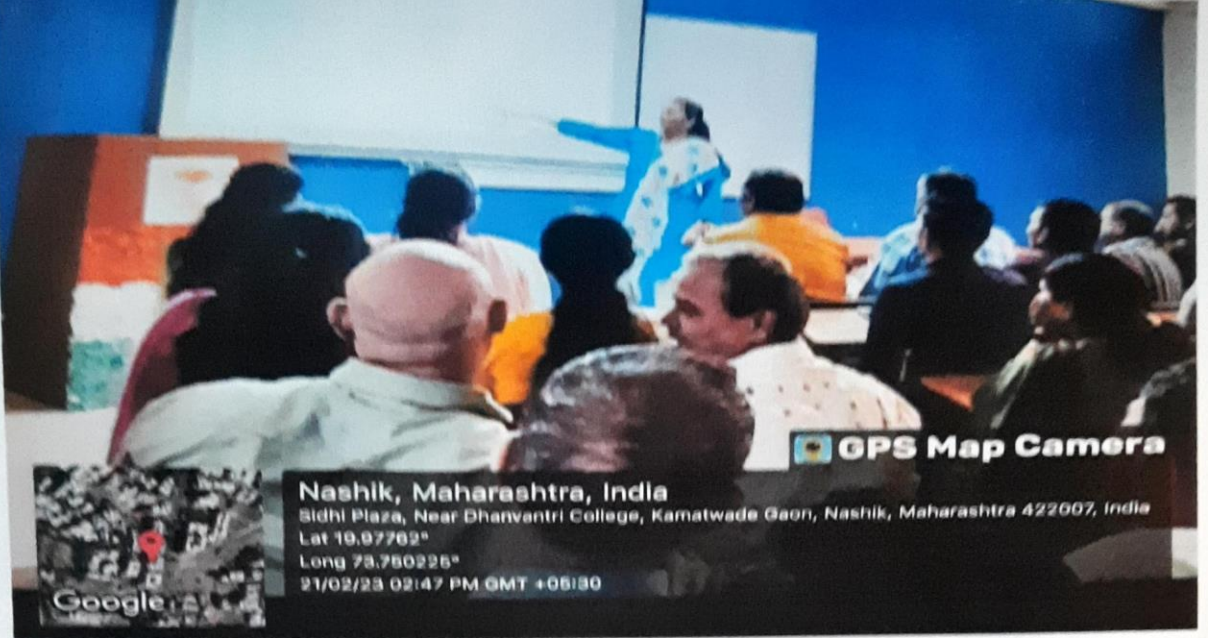 GPS Map Camera
Nashik, Maharashtra, India
Sidhi Plaza, Near Dhanvantri College, Kamatwade Gaon, Nashik, Maharashtra 422007, India
Lat 19.97762°
Long 73.750225°
21/02/23 02:47 PM GMT +05:30
Google